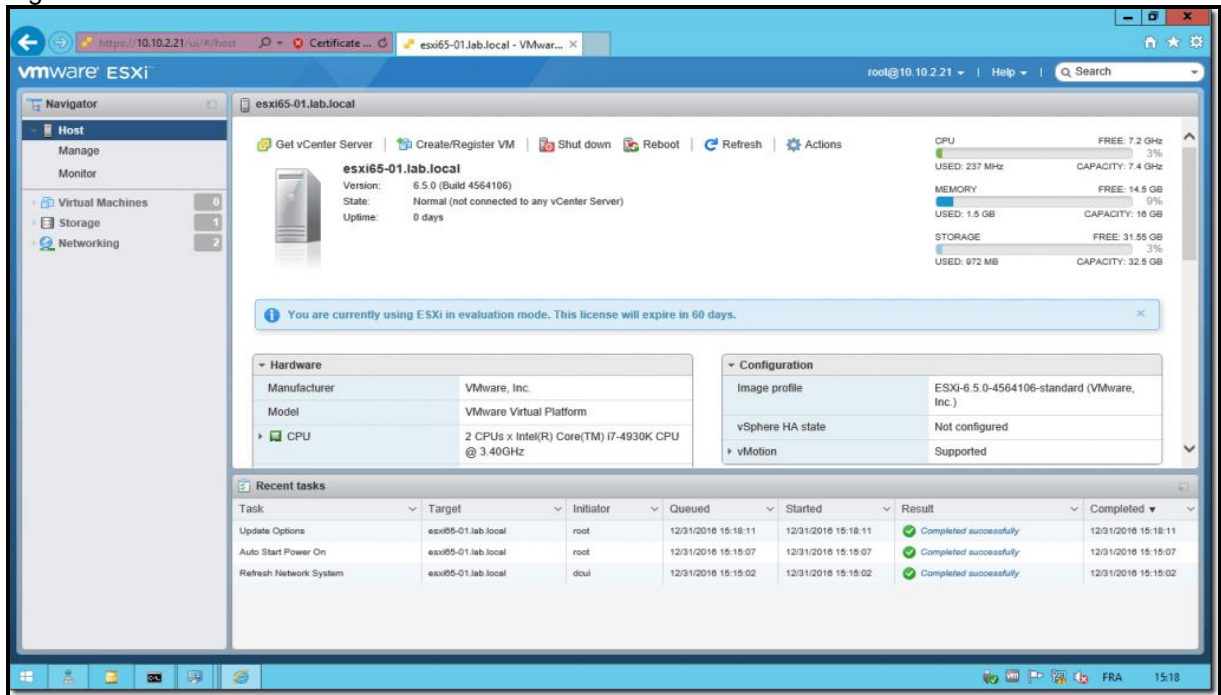 https://10.10.2.21/ui/#/host
Certificate ...
esxi65-01.lab.local - VMwar...
vmware ESXi
root@10.10.2.21
Help
Search
Navigator
Host
Manage
Monitor
Virtual Machines 0
Storage 1
Networking 2
esxi65-01.lab.local
Get vCenter Server
Create/Register VM
Shut down
Reboot
Refresh
Actions
esxi65-01.lab.local
Version: 6.5.0 (Build 4564106)
State: Normal (not connected to any vCenter Server)
Uptime: 0 days
CPU FREE: 7.2 GHz
3%
USED: 237 MHz CAPACITY: 7.4 GHz
MEMORY FREE: 14.5 GB
9%
USED: 1.5 GB CAPACITY: 16 GB
STORAGE FREE: 31.55 GB
3%
USED: 972 MB CAPACITY: 32.5 GB
You are currently using ESXi in evaluation mode. This license will expire in 60 days.
Hardware
Manufacturer VMware, Inc.
Model VMware Virtual Platform
CPU 2 CPUs x Intel(R) Core(TM) i7-4930K CPU
@ 3.40GHz
Configuration
Image profile ESXi-6.5.0-4564106-standard (VMware,
Inc.)
vSphere HA state Not configured
vMotion Supported
Recent tasks
Task Target Initiator Queued Started Result Completed
Update Options esxi65-01.lab.local root 12/31/2016 15:18:11 12/31/2016 15:18:11 Completed successfully 12/31/2016 15:18:11
Auto Start Power On esxi65-01.lab.local root 12/31/2016 15:15:07 12/31/2016 15:15:07 Completed successfully 12/31/2016 15:15:07
Refresh Network System esxi65-01.lab.local dcui 12/31/2016 15:15:02 12/31/2016 15:15:02 Completed successfully 12/31/2016 15:15:02
FRA 15:18